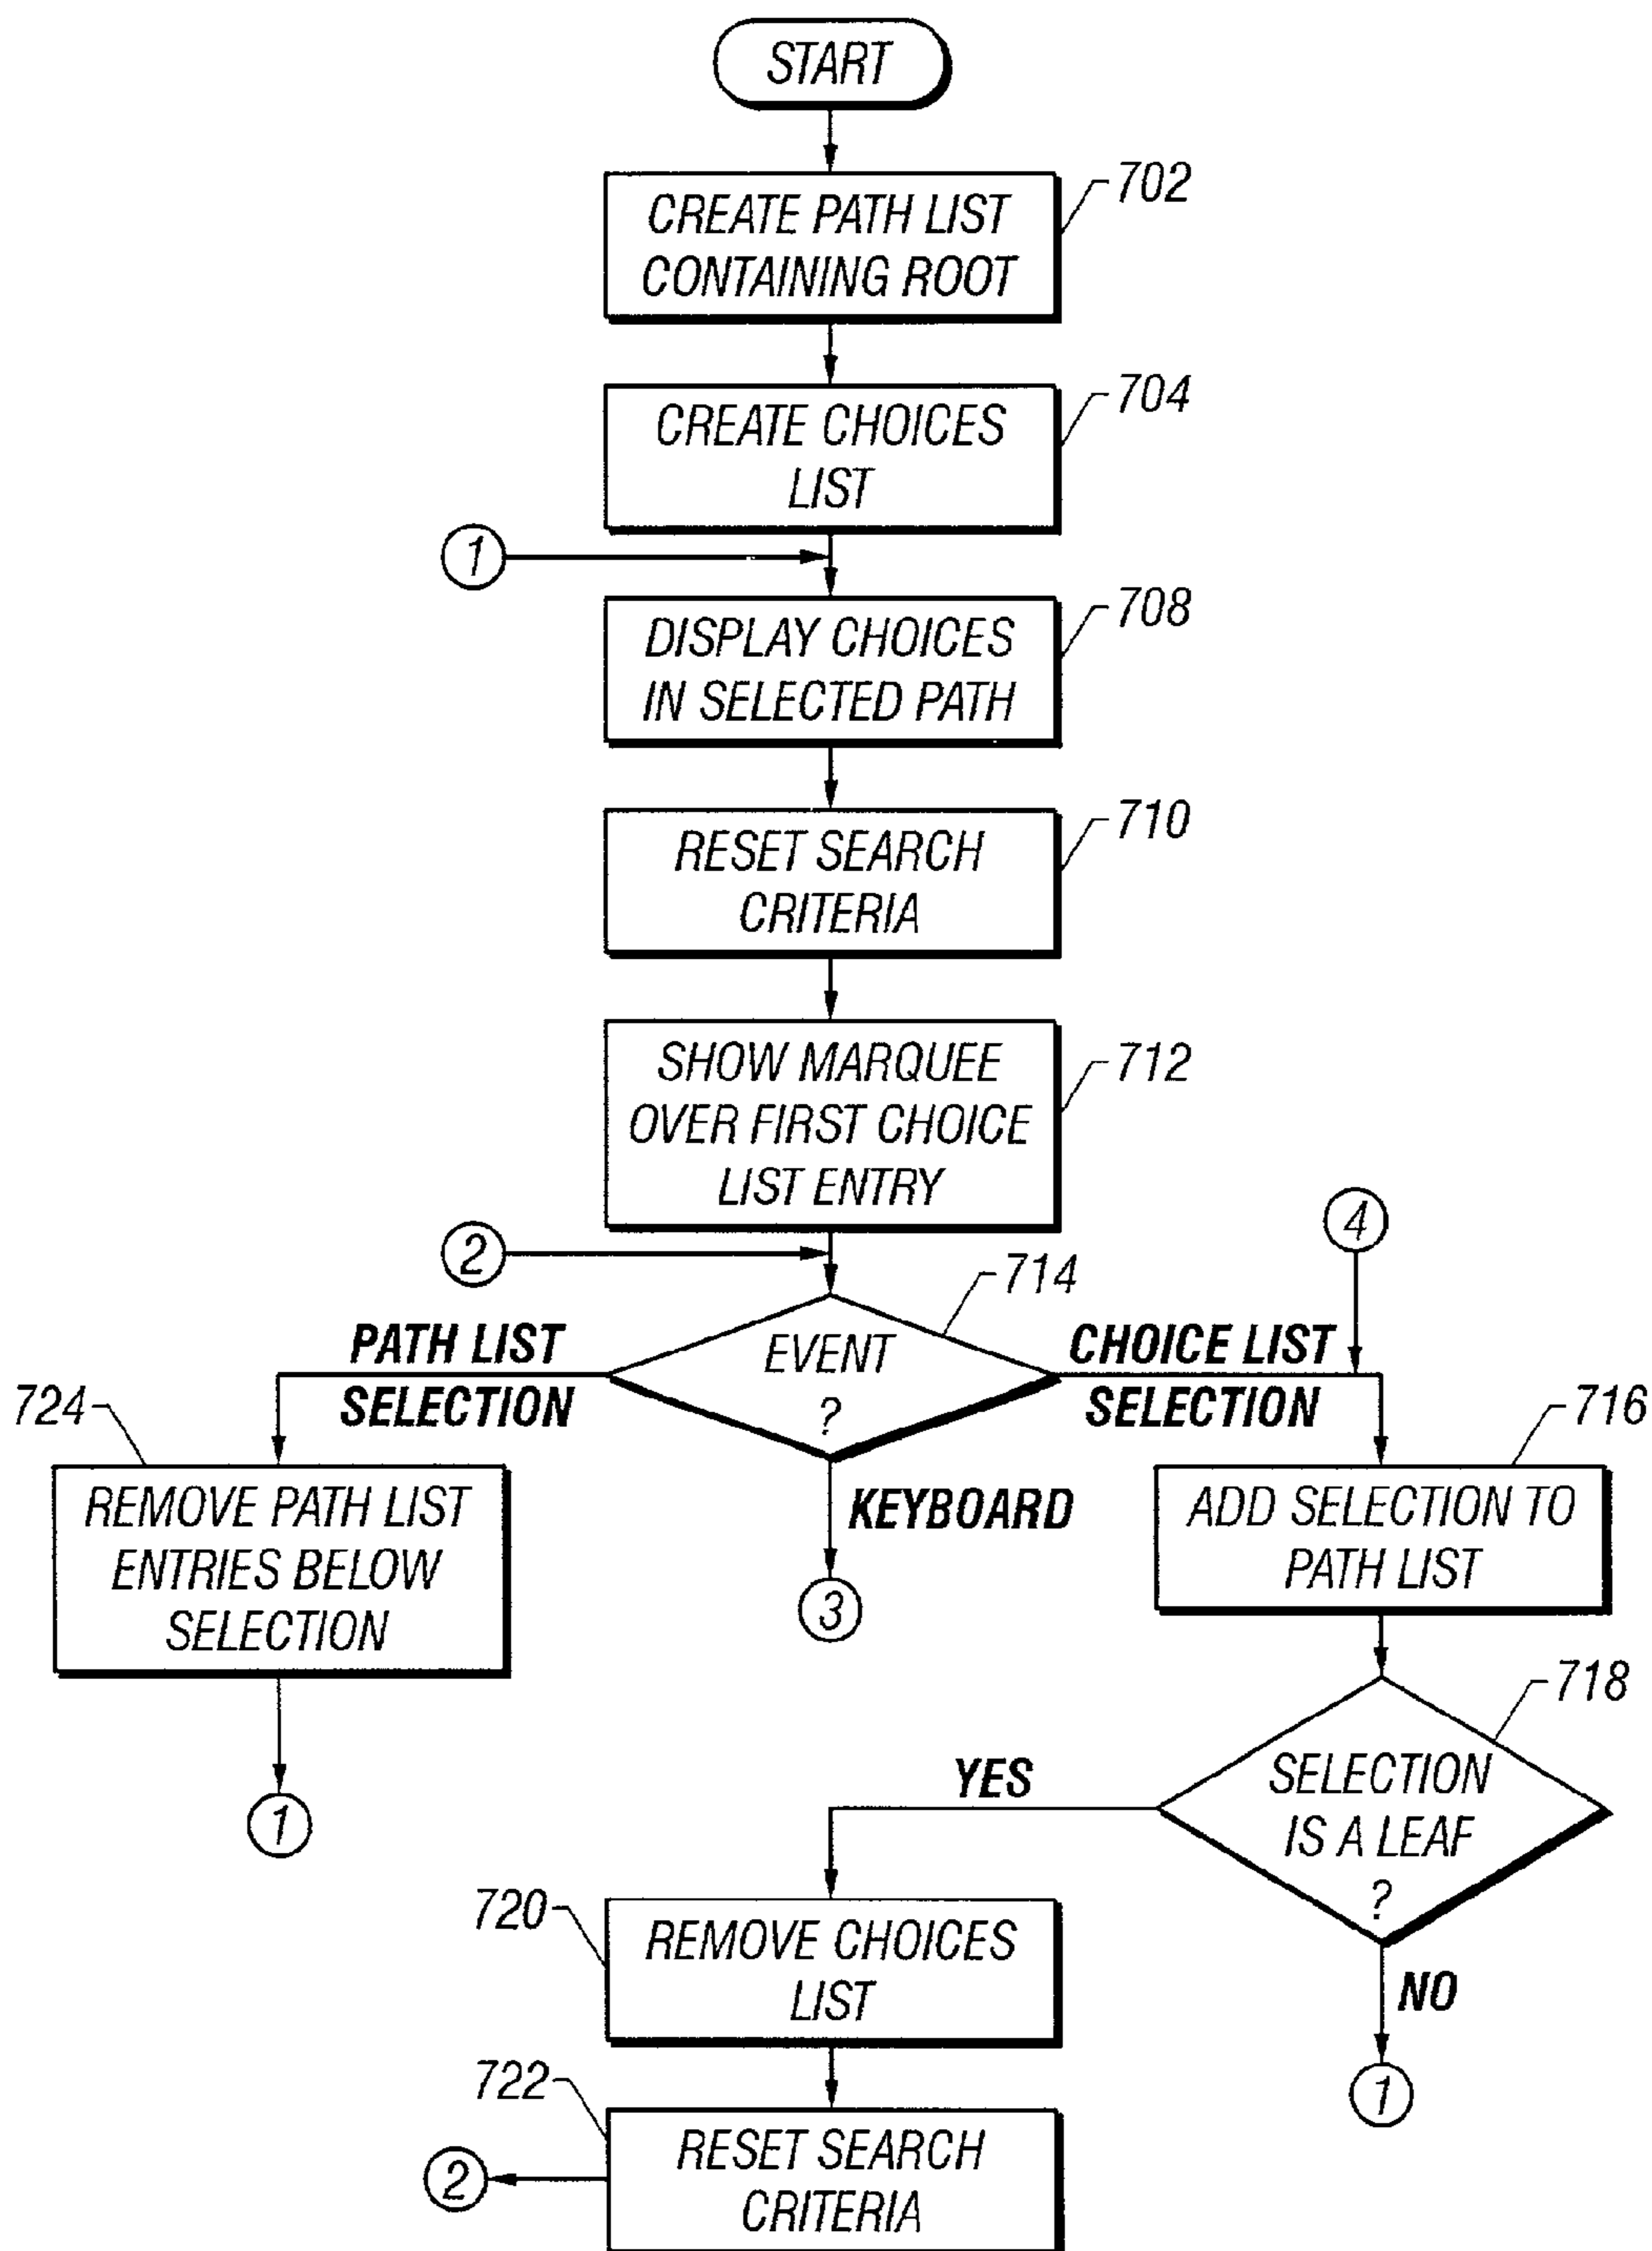 START
702
CREATE PATH LIST
CONTAINING ROOT
704
CREATE CHOICES
LIST
1
708
DISPLAY CHOICES
IN SELECTED PATH
710
RESET SEARCH
CRITERIA
712
SHOW MARQUEE
OVER FIRST CHOICE
LIST ENTRY
4
2
714
EVENT
?
PATH LIST
SELECTION
CHOICE LIST
SELECTION
724
REMOVE PATH LIST
ENTRIES BELOW
SELECTION
1
KEYBOARD
3
716
ADD SELECTION TO
PATH LIST
718
SELECTION
IS A LEAF
?
YES
NO
1
720
REMOVE CHOICES
LIST
722
RESET SEARCH
CRITERIA
2